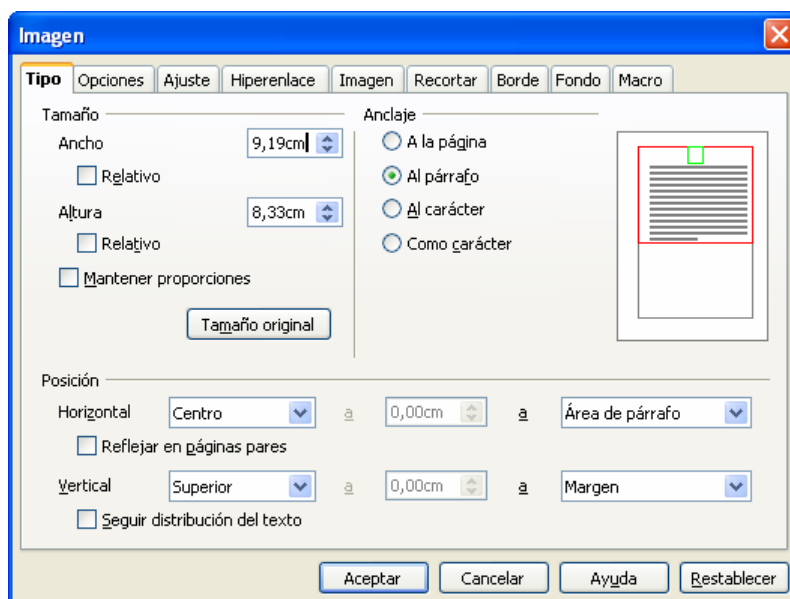 Imagen
Tipo Opciones Ajuste Hiperenlace Imagen Recortar Borde Fondo Macro
Tamaño Anclaje
Ancho 9,19cm A la página
Relativo Al párrafo
Altura 8,33cm Al carácter
Relativo Como carácter
Mantener proporciones
Tamaño original
Posición
Horizontal Centro a 0,00cm a Área de párrafo
Reflejar en páginas pares
Vertical Superior a 0,00cm a Margen
Seguir distribución del texto
Aceptar Cancelar Ayuda Restablecer